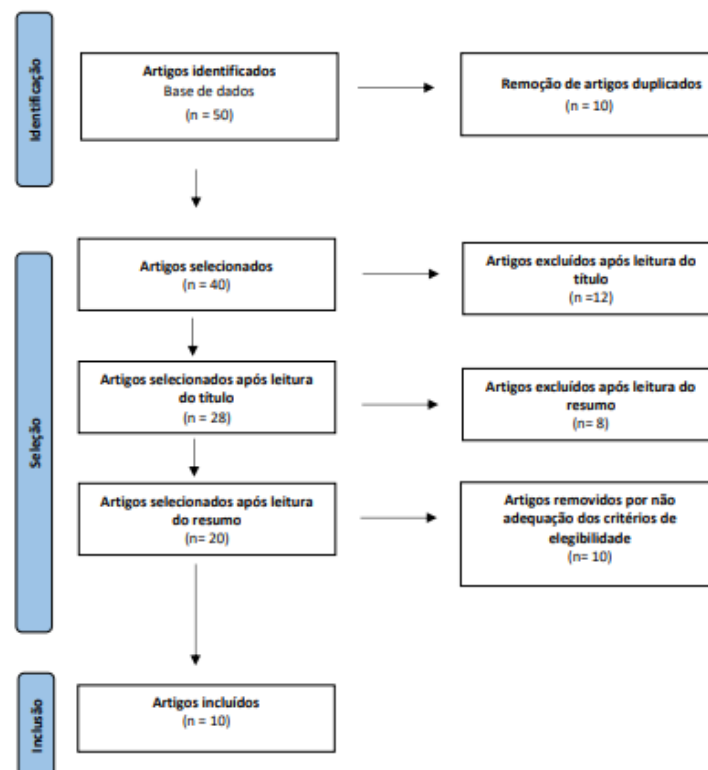 Identificação
Artigos identificados
Base de dados
(n = 50)
Remoção de artigos duplicados
(n = 10)
Seleção
Artigos selecionados
(n = 40)
Artigos excluídos após leitura do
título
(n =12)
Artigos selecionados após leitura
do título
(n = 28)
Artigos excluídos após leitura do
resumo
(n= 8)
Artigos selecionados após leitura
do resumo
(n= 20)
Artigos removidos por não
adequação dos critérios de
elegibilidade
(n= 10)
Inclusão
Artigos incluídos
(n = 10)